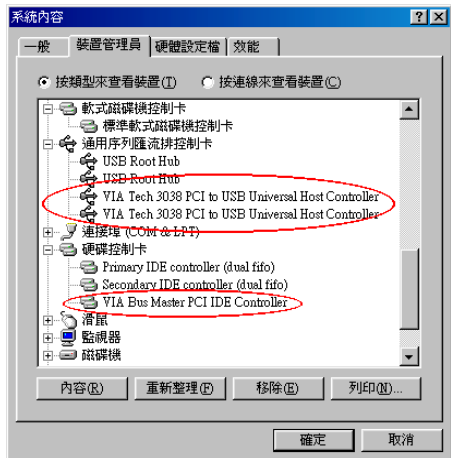 系統內容
一般 裝置管理員 硬體設定檔 效能
按類型來查看裝置(T) 按連線來查看裝置(C)
軟式磁碟機控制卡
標準軟式磁碟機控制卡
通用序列匯流排控制卡
USB Root Hub
USB Root Hub
VIA Tech 3038 PCI to USB Universal Host Controller
VIA Tech 3038 PCI to USB Universal Host Controller
連接埠 (COM & LPT)
硬碟控制卡
Primary IDE controller (dual fifo)
Secondary IDE controller (dual fifo)
VIA Bus Master PCI IDE Controller
滑鼠
監視器
磁碟機
內容(R) 重新整理(F) 移除(E) 列印(N)...
確定 取消